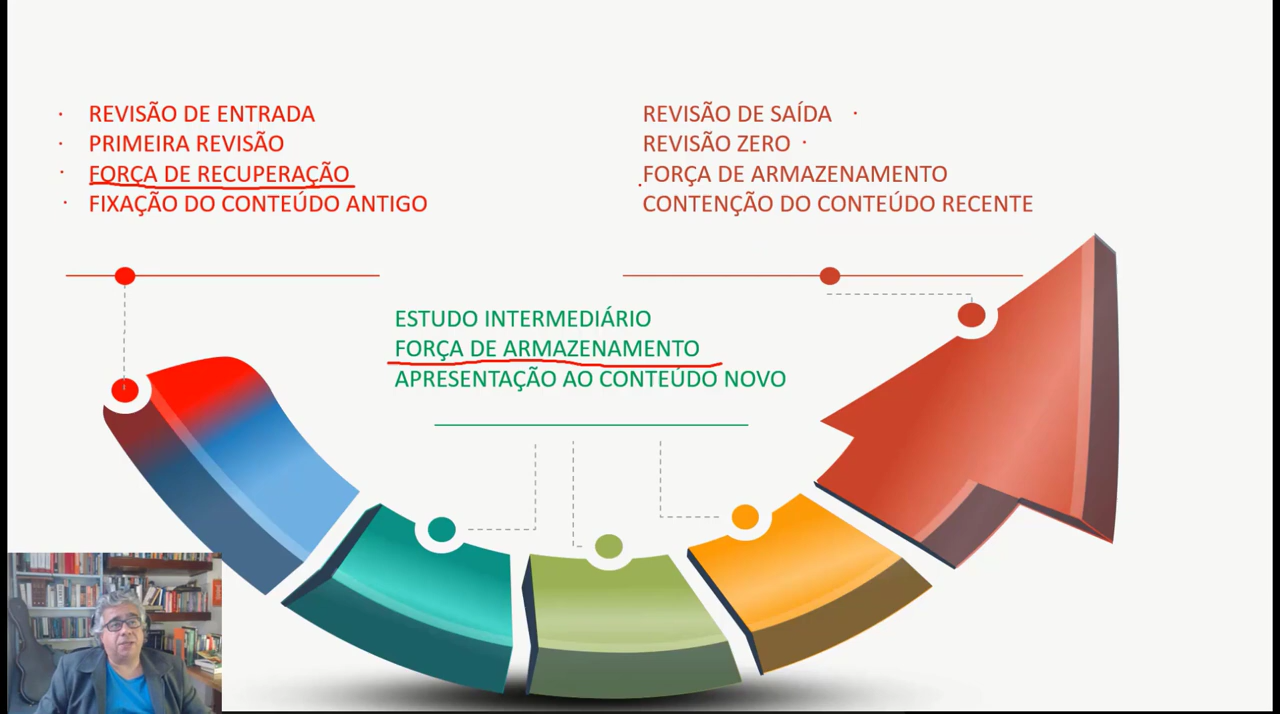 REVISÃO DE ENTRADA
PRIMEIRA REVISÃO
FORÇA DE RECUPERAÇÃO
FIXAÇÃO DO CONTEÚDO ANTIGO
REVISÃO DE SAÍDA
REVISÃO ZERO
FORÇA DE ARMAZENAMENTO
CONTENÇÃO DO CONTEÚDO RECENTE
ESTUDO INTERMEDIÁRIO
FORÇA DE ARMAZENAMENTO
APRESENTAÇÃO AO CONTEÚDO NOVO